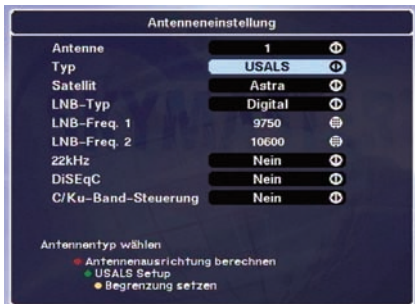 Antenneneinstellung
Antenne 1
Typ USALS
Satellit Astra
LNB-Typ Digital
LNB-Freq. 1 9750
LNB-Freq. 2 10600
22kHz Nein
DiSEqC Nein
C/Ku-Band-Steuerung Nein
Antennentyp wählen
Antennenausrichtung berechnen
USALS Setup
Begrenzung setzen